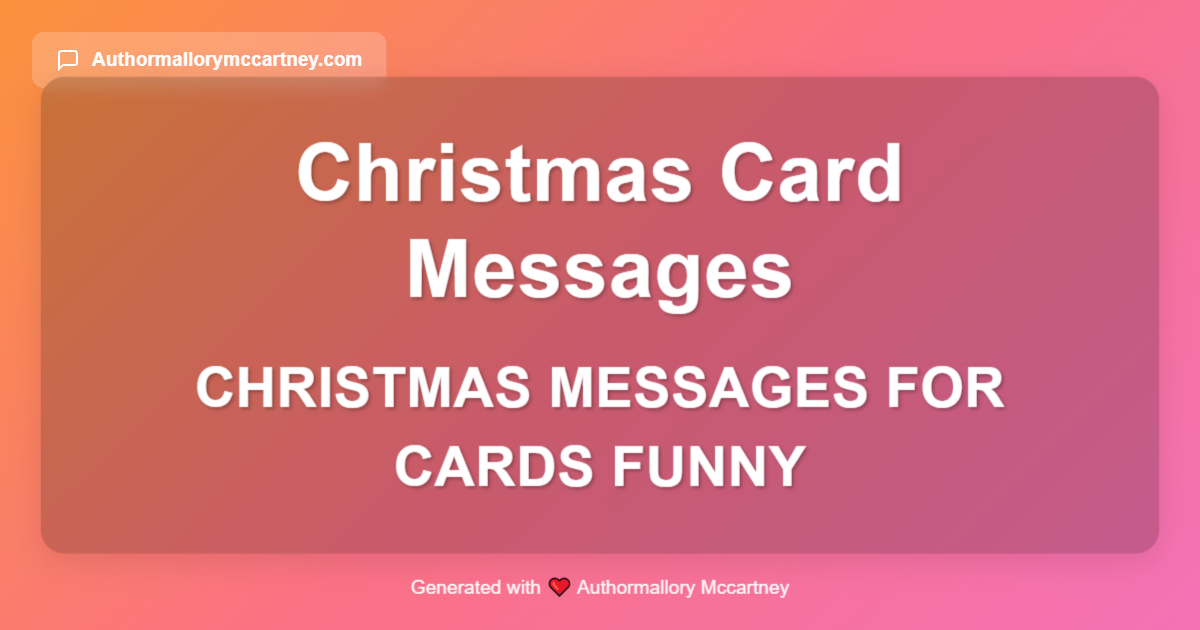 Authormallorymccartney.com
Christmas Card
Messages
CHRISTMAS MESSAGES FOR
CARDS FUNNY
Generated with ❤️ Authormallory Mccartney